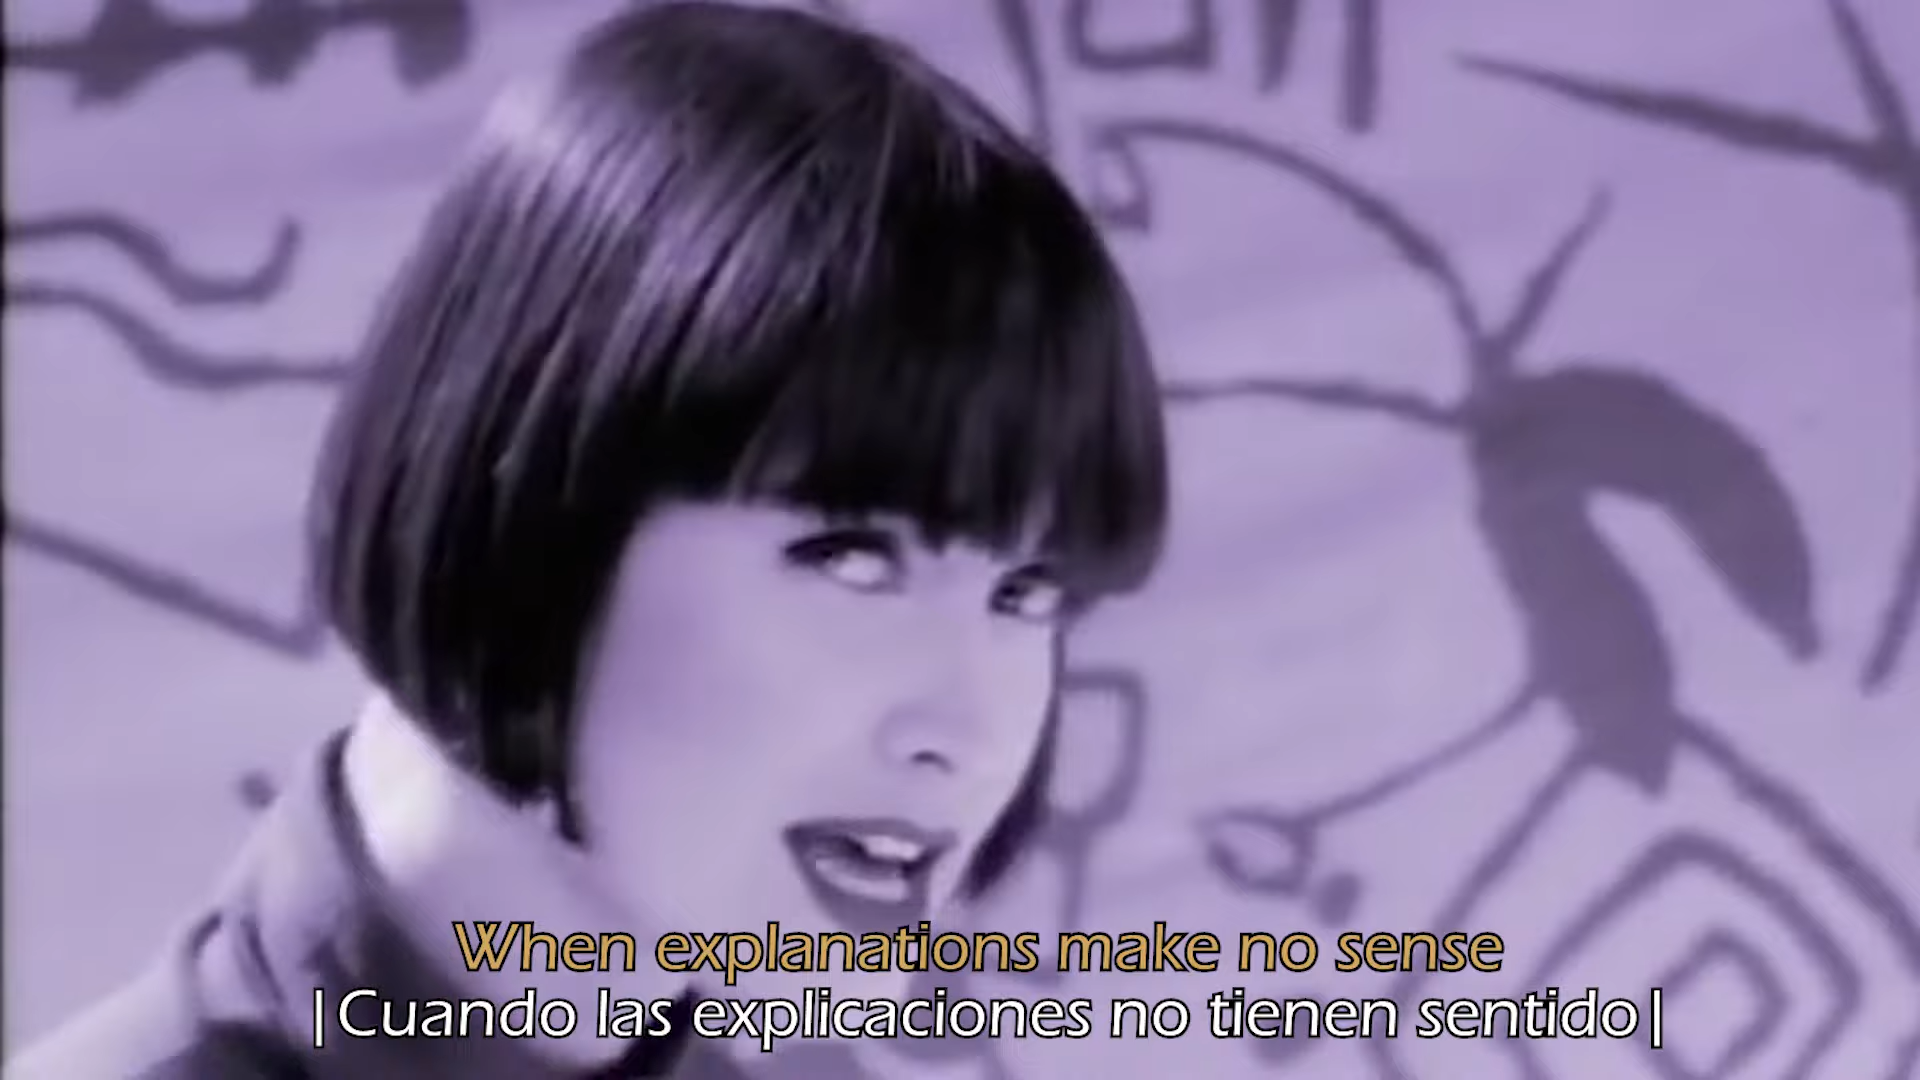 When explanations make no sense
|Cuando las explicaciones no tienen sentido|